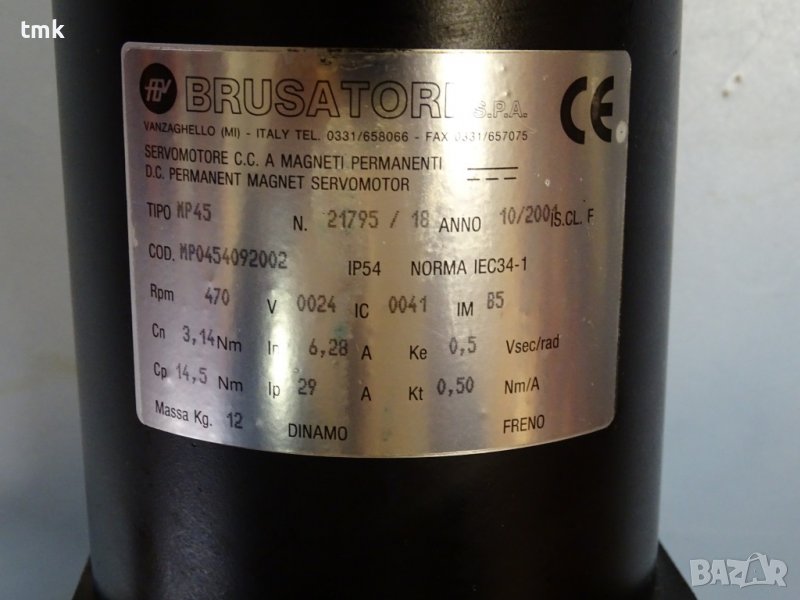 tmk
BRUSATORI S.P.A. CE
VANZAGHELLO (MI) - ITALY TEL. 0331/658066 - FAX 0331/657075
SERVOMOTORE C.C. A MAGNETI PERMANENTI
D.C. PERMANENT MAGNET SERVOMOTOR
TIPO MP45 N. 21795 / 18 ANNO 10/2001 IS.CL. F
COD. MP0454092002 IP54 NORMA IEC34-1
Rpm 470 V 0024 IC 0041 IM B5
Cn 3,14 Nm In 6,28 A Ke 0,5 Vsec/rad
Cp 14,5 Nm Ip 29 A Kt 0,50 Nm/A
Massa Kg. 12 DINAMO FRENO
BAZAR